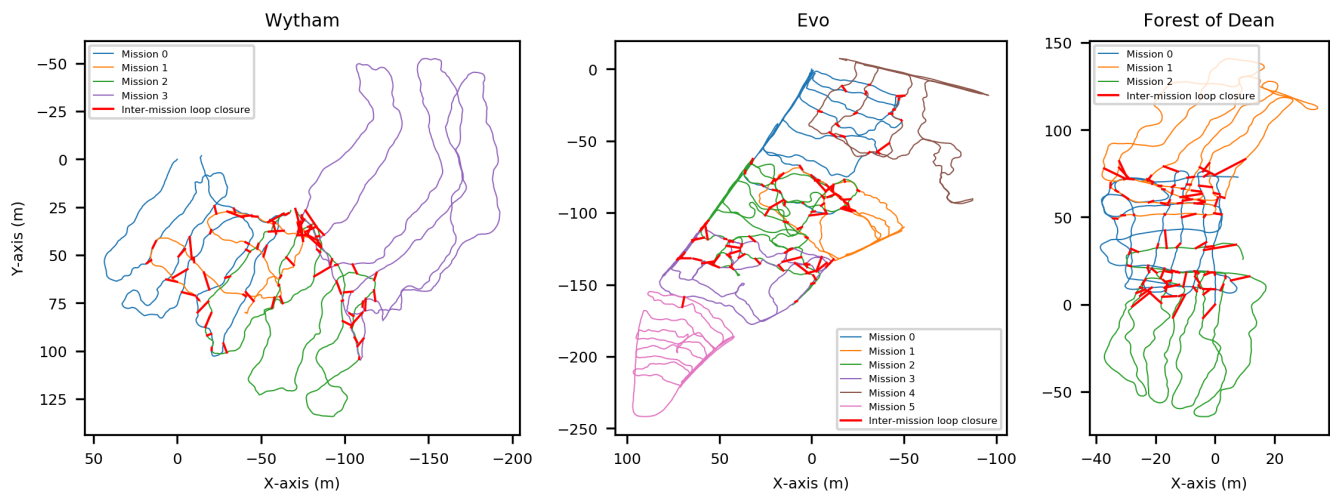 Wytham
Mission 0
Mission 1
Mission 2
Mission 3
Inter-mission loop closure
−50
−25
0
25
50
75
100
125
Y-axis (m)
50
0
−50
−100
−150
−200
X-axis (m)
Evo
0
−50
−100
−150
−200
−250
Mission 0
Mission 1
Mission 2
Mission 3
Mission 4
Mission 5
Inter-mission loop closure
100
50
0
−50
−100
X-axis (m)
Forest of Dean
Mission 0
Mission 1
Mission 2
Inter-mission loop closure
150
100
50
0
−50
−40
−20
0
20
X-axis (m)